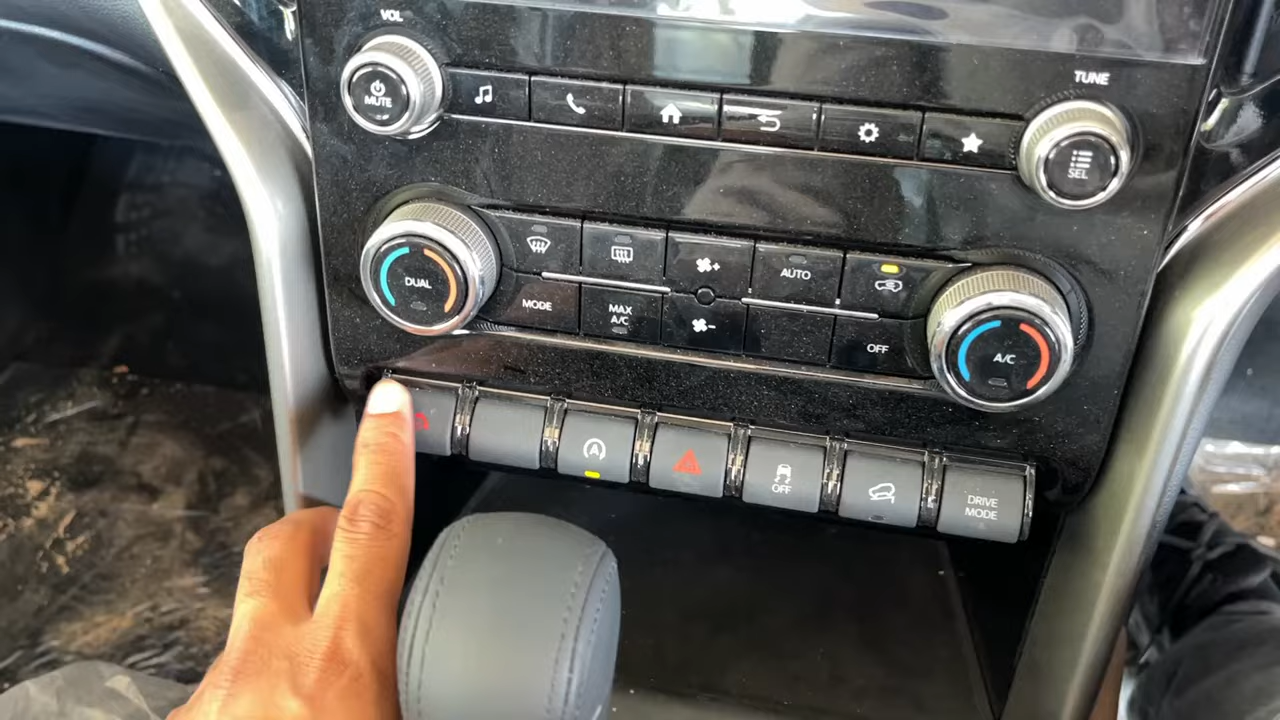 VOL
TUNE
MUTE
SEL
DUAL
AUTO
MODE
MAX
A/C
OFF
A/C
A
OFF
DRIVE
MODE